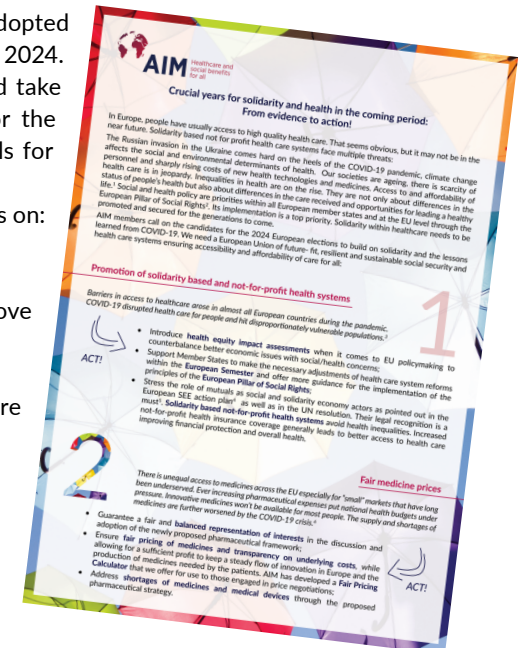 dopted
2024.
d take
or the
ds for
s on:
ove
re
AIM
Healthcare and
social benefits
for all
Crucial years for solidarity and health in the coming period:
From evidence to action!
In Europe, people have usually access to high quality health care. That seems obvious, but it may not be in the
near future. Solidarity based not for profit health care systems face multiple threats:
The Russian invasion in the Ukraine comes hard on the heels of the COVID-19 pandemic, climate change
affects the social and environmental determinants of health. Our societies are ageing, there is scarcity of
personnel and sharply rising costs of new health technologies and medicines. Access to and affordability of
health care is in jeopardy. Inequalities in health are on the rise. They are not only about differences in the
status of people's health but also about differences in the care received and opportunities for leading a healthy
life.¹ Social and health policy are priorities within all European member states and at the EU level through the
European Pillar of Social Rights². Its implementation is a top priority. Solidarity within healthcare needs to be
promoted and secured for the generations to come.
AIM members call on the candidates for the 2024 European elections to build on solidarity and the lessons
learned from COVID-19. We need a European Union of future- fit, resilient and sustainable social security and
health care systems ensuring accessibility and affordability of care for all:
Promotion of solidarity based and not-for-profit health systems
1
Barriers in access to healthcare arose in almost all European countries during the pandemic.
COVID-19 disrupted health care for people and hit disproportionately vulnerable populations.³
ACT!
• Introduce health equity impact assessments when it comes to EU policymaking to
counterbalance better economic issues with social/health concerns;
• Support Member States to make the necessary adjustments of health care system reforms
within the European Semester and offer more guidance for the implementation of the
principles of the European Pillar of Social Rights;
• Stress the role of mutuals as social and solidarity economy actors as pointed out in the
European SEE action plan⁴ as well as in the UN resolution. Their legal recognition is a
must⁵. Solidarity based not-for-profit health systems avoid health inequalities. Increased
not-for-profit health insurance coverage generally leads to better access to health care
improving financial protection and overall health.
2
Fair medicine prices
There is unequal access to medicines across the EU especially for "small" markets that have long
been underserved. Ever increasing pharmaceutical expenses put national health budgets under
pressure. Innovative medicines won't be available for most people. The supply and shortages of
medicines are further worsened by the COVID-19 crisis.⁶
• Guarantee a fair and balanced representation of interests in the discussion and
adoption of the newly proposed pharmaceutical framework;
• Ensure fair pricing of medicines and transparency on underlying costs, while
allowing for a sufficient profit to keep a steady flow of innovation in Europe and the
production of medicines needed by the patients. AIM has developed a Fair Pricing
Calculator that we offer for use to those engaged in price negotiations;
• Address shortages of medicines and medical devices through the proposed
pharmaceutical strategy.
ACT!